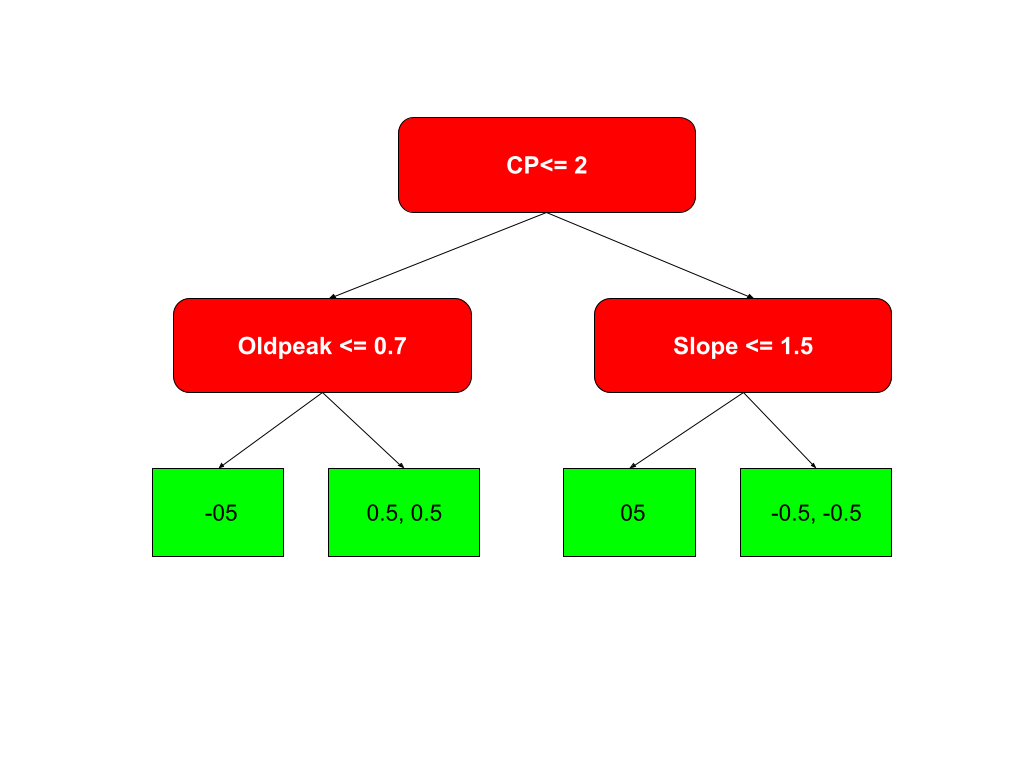 CP<= 2
Oldpeak <= 0.7
Slope <= 1.5
-05
0.5, 0.5
05
-0.5, -0.5